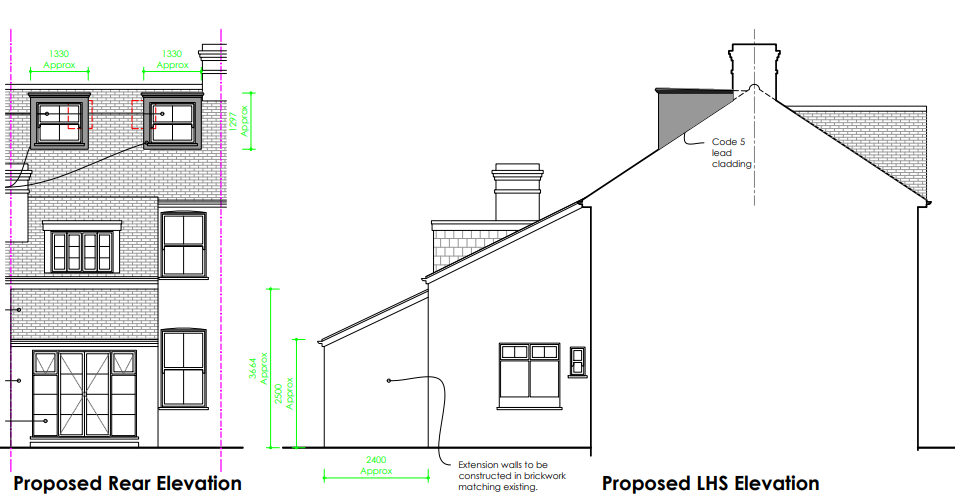 1330
Approx
1330
Approx
1297
Approx
Code 5
lead
cladding
3664
Approx
2500
Approx
2400
Approx
Extension walls to be
constructed in brickwork
matching existing.
Proposed Rear Elevation
Proposed LHS Elevation